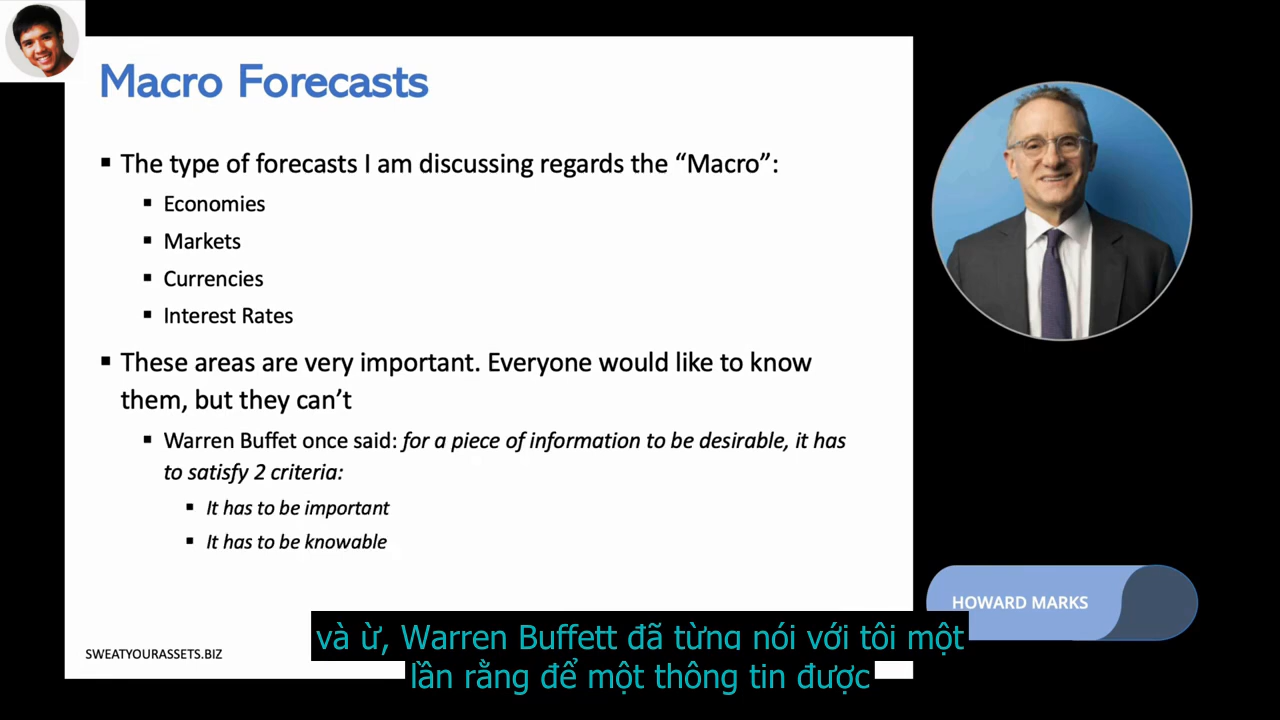 Macro Forecasts
▪ The type of forecasts I am discussing regards the “Macro”:
▪ Economies
▪ Markets
▪ Currencies
▪ Interest Rates
▪ These areas are very important. Everyone would like to know
them, but they can’t
▪ Warren Buffet once said: for a piece of information to be desirable, it has
to satisfy 2 criteria:
▪ It has to be important
▪ It has to be knowable
HOWARD MARKS
SWEATYOURASSETS.BIZ
và ừ, Warren Buffett đã từng nói với tôi một
lần rằng để một thông tin được